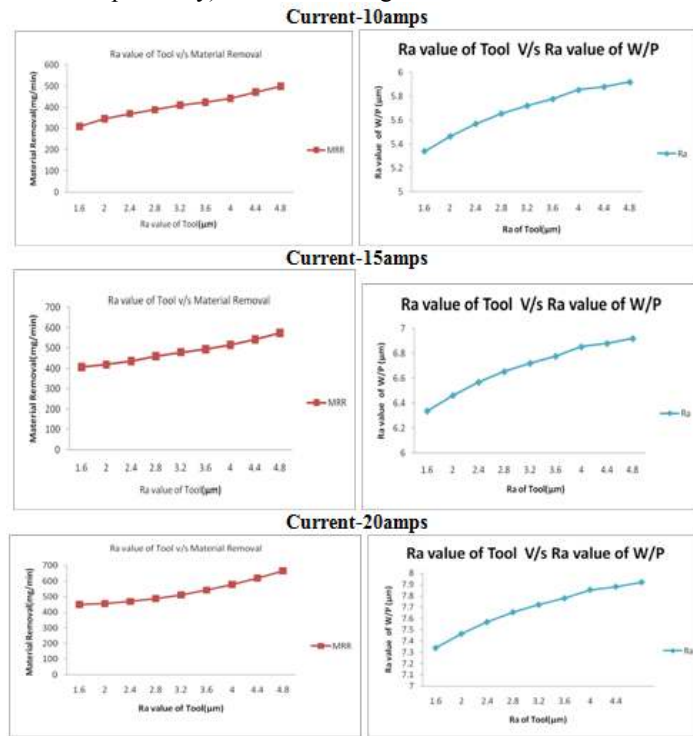 Current-10amps
Ra value of Tool v/s Material Removal
Material Removal(mg/min)
600
500
400
300
200
100
0
1.6 2 2.4 2.8 3.2 3.6 4 4.4 4.8
Ra value of Tool(µm)
MRR
Ra value of Tool V/s Ra value of W/P
Ra value of W/P (µm)
6
5.8
5.6
5.4
5.2
5
1.6 2 2.4 2.8 3.2 3.6 4 4.4 4.8
Ra of Tool(µm)
Ra
Current-15amps
Ra value of Tool v/s Material Removal
Material Removal(mg/min)
700
600
500
400
300
200
100
0
1.6 2 2.4 2.8 3.2 3.6 4 4.4 4.8
Ra value of Tool(µm)
MRR
Ra value of Tool V/s Ra value of W/P
Ra value of W/P (µm)
7
6.8
6.6
6.4
6.2
6
1.6 2 2.4 2.8 3.2 3.6 4 4.4 4.8
Ra of Tool(µm)
Ra
Current-20amps
Ra value of Tool v/s Material Removal
Material Removal(mg/min)
700
600
500
400
300
200
100
0
1.6 2 2.4 2.8 3.2 3.6 4 4.4 4.8
Ra value of Tool(µm)
MRR
Ra value of Tool V/s Ra value of W/P
Ra value of W/P (µm)
8
7.9
7.8
7.7
7.6
7.5
7.4
7.3
7.2
7.1
7
1.6 2 2.4 2.8 3.2 3.6 4 4.4
Ra of Tool(µm)
Ra